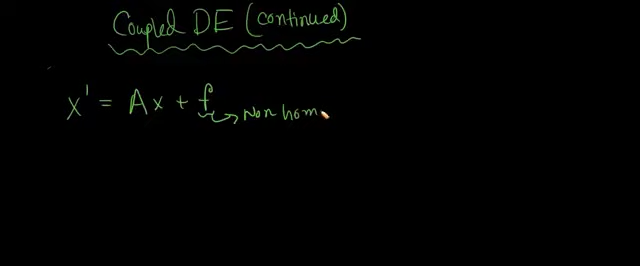 Coupled DE (continued)
x' = Ax + f
Non hom